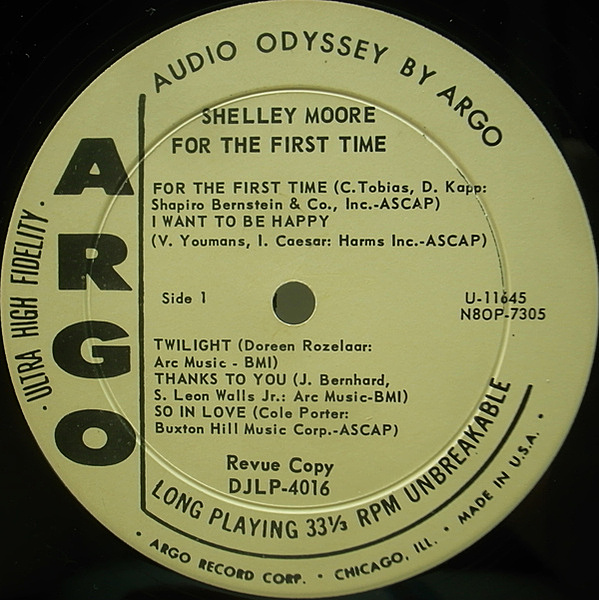 AUDIO ODYSSEY BY ARGO
ARGO
· ULTRA HIGH FIDELITY ·
SHELLEY MOORE
FOR THE FIRST TIME
FOR THE FIRST TIME (C.Tobias, D. Kapp:
Shapiro Bernstein & Co., Inc.-ASCAP)
I WANT TO BE HAPPY
(V. Youmans, I. Caesar: Harms Inc.-ASCAP)
Side 1
U-11645
N8OP-7305
TWILIGHT (Doreen Rozelaar:
Arc Music - BMI)
THANKS TO YOU (J. Bernhard,
S. Leon Walls Jr.: Arc Music-BMI)
SO IN LOVE (Cole Porter:
Buxton Hill Music Corp.-ASCAP)
Revue Copy
DJLP-4016
LONG PLAYING 33⅓ RPM UNBREAKABLE
· ARGO RECORD CORP. · CHICAGO, ILL. · MADE IN U.S.A. ·